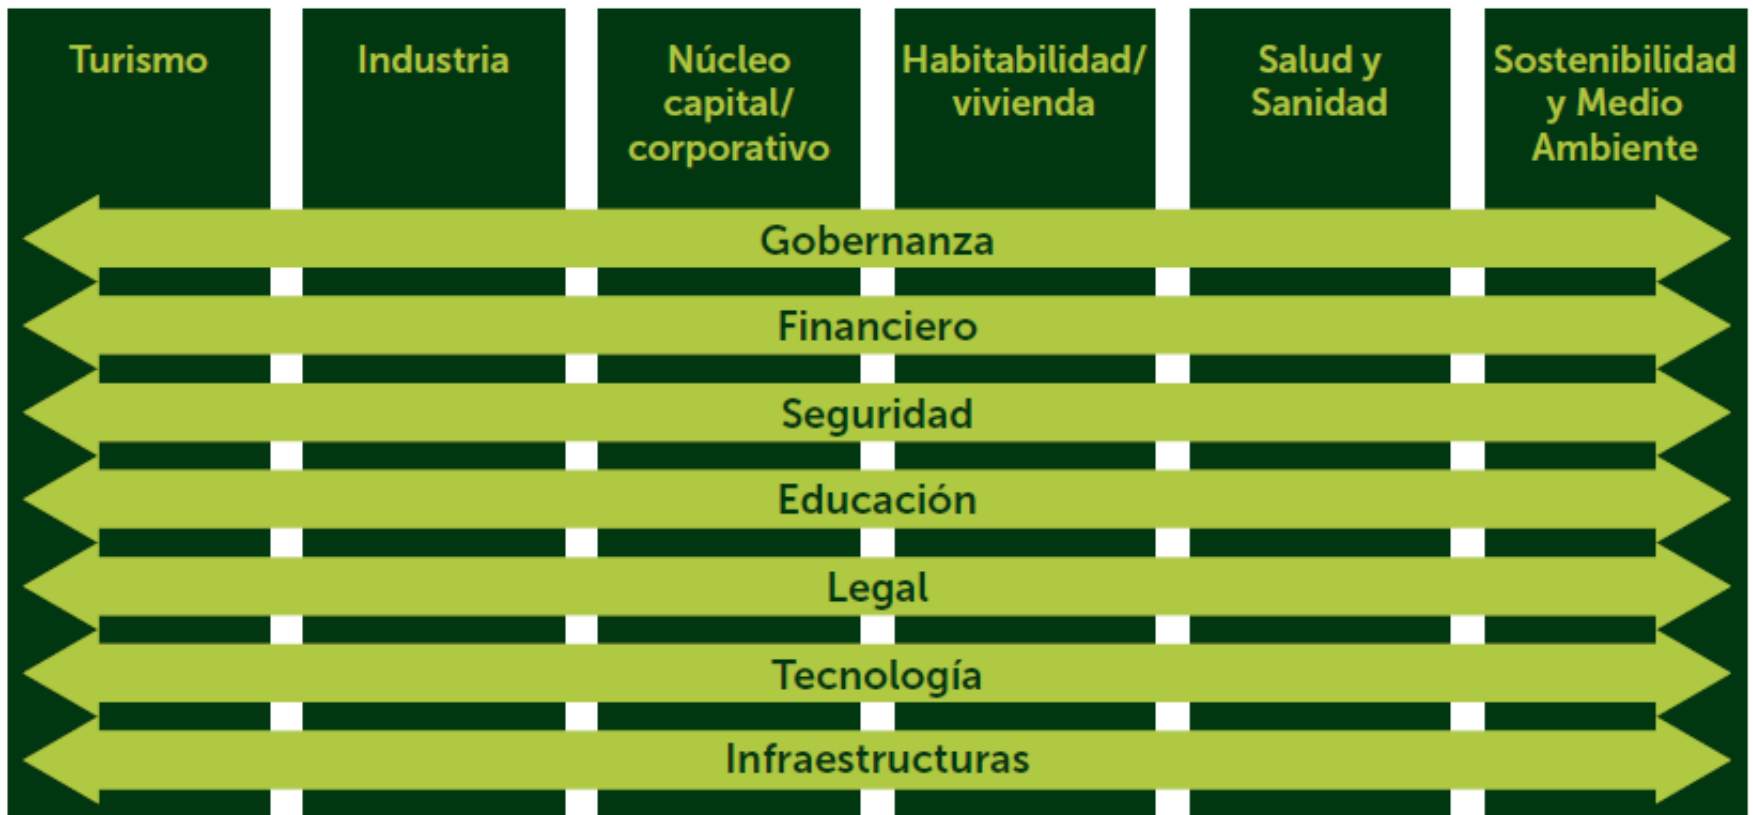 Turismo
Industria
Núcleo
capital/
corporativo
Habitabilidad/
vivienda
Salud y
Sanidad
Sostenibilidad
y Medio
Ambiente
Gobernanza
Financiero
Seguridad
Educación
Legal
Tecnología
Infraestructuras